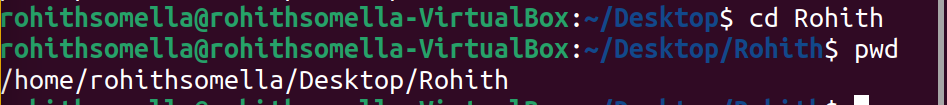 rohithsomella@rohithsomella-VirtualBox:~/Desktop$ cd Rohith
rohithsomella@rohithsomella-VirtualBox:~/Desktop/Rohith$ pwd
/home/rohithsomella/Desktop/Rohith
rohithsomella@rohithsomella-VirtualBox:~/Desktop/Rohith$